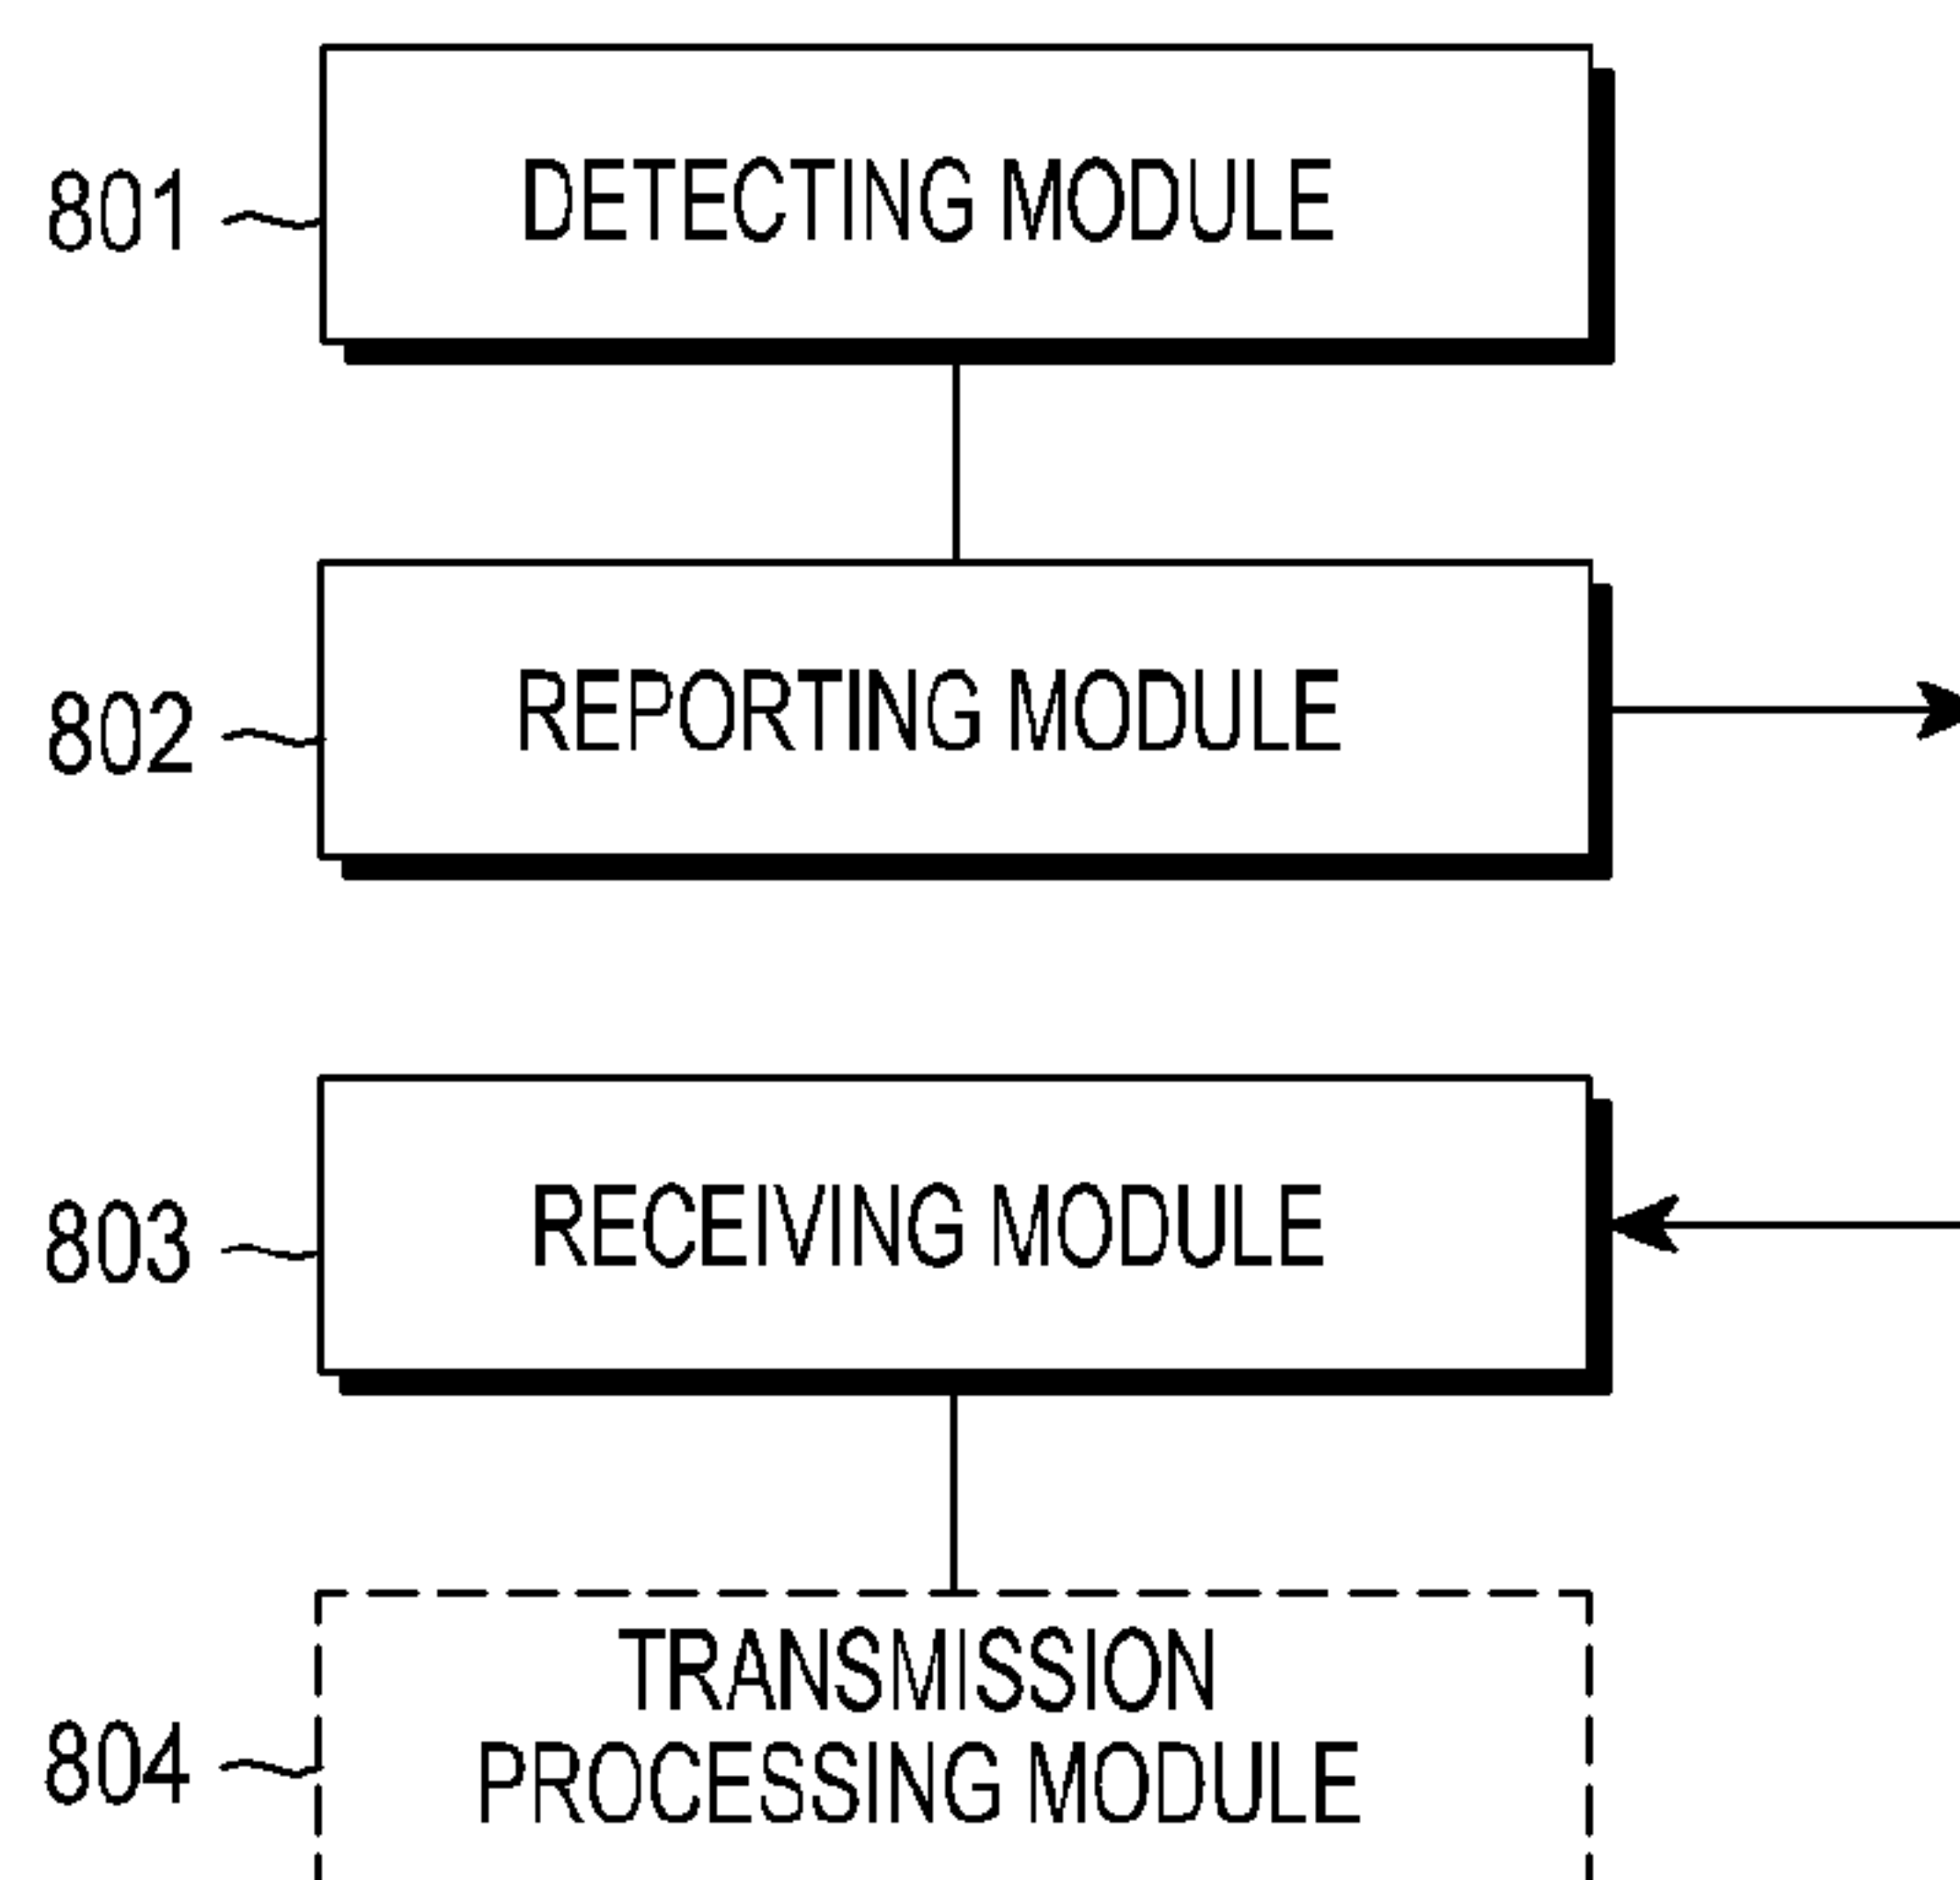 801
DETECTING MODULE
802
REPORTING MODULE
803
RECEIVING MODULE
804
TRANSMISSION
PROCESSING MODULE